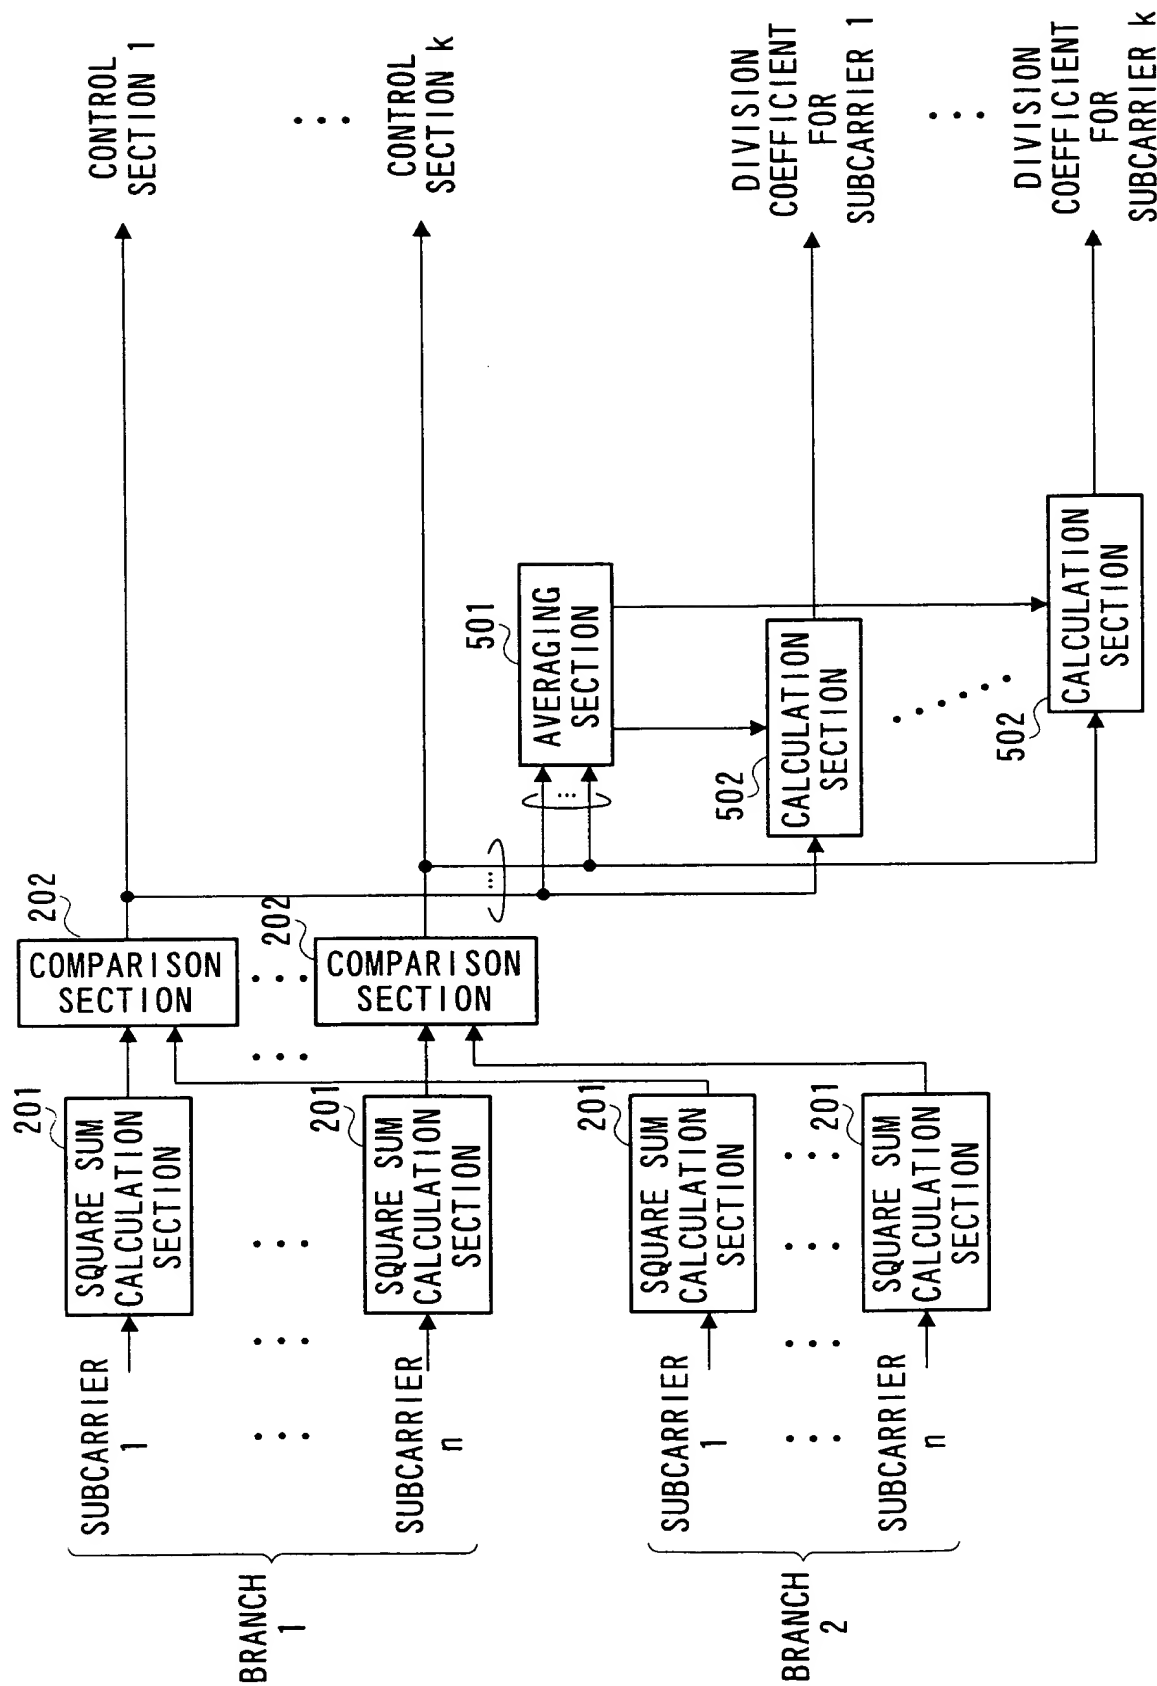 BRANCH
1
SUBCARRIER
1
SUBCARRIER
n
BRANCH
2
SUBCARRIER
1
SUBCARRIER
n
201
SQUARE SUM
CALCULATION
SECTION
201
SQUARE SUM
CALCULATION
SECTION
201
SQUARE SUM
CALCULATION
SECTION
201
SQUARE SUM
CALCULATION
SECTION
202
COMPARISON
SECTION
202
COMPARISON
SECTION
501
AVERAGING
SECTION
502
CALCULATION
SECTION
502
CALCULATION
SECTION
CONTROL
SECTION 1
CONTROL
SECTION k
DIVISION
COEFFICIENT
FOR
SUBCARRIER 1
DIVISION
COEFFICIENT
FOR
SUBCARRIER k